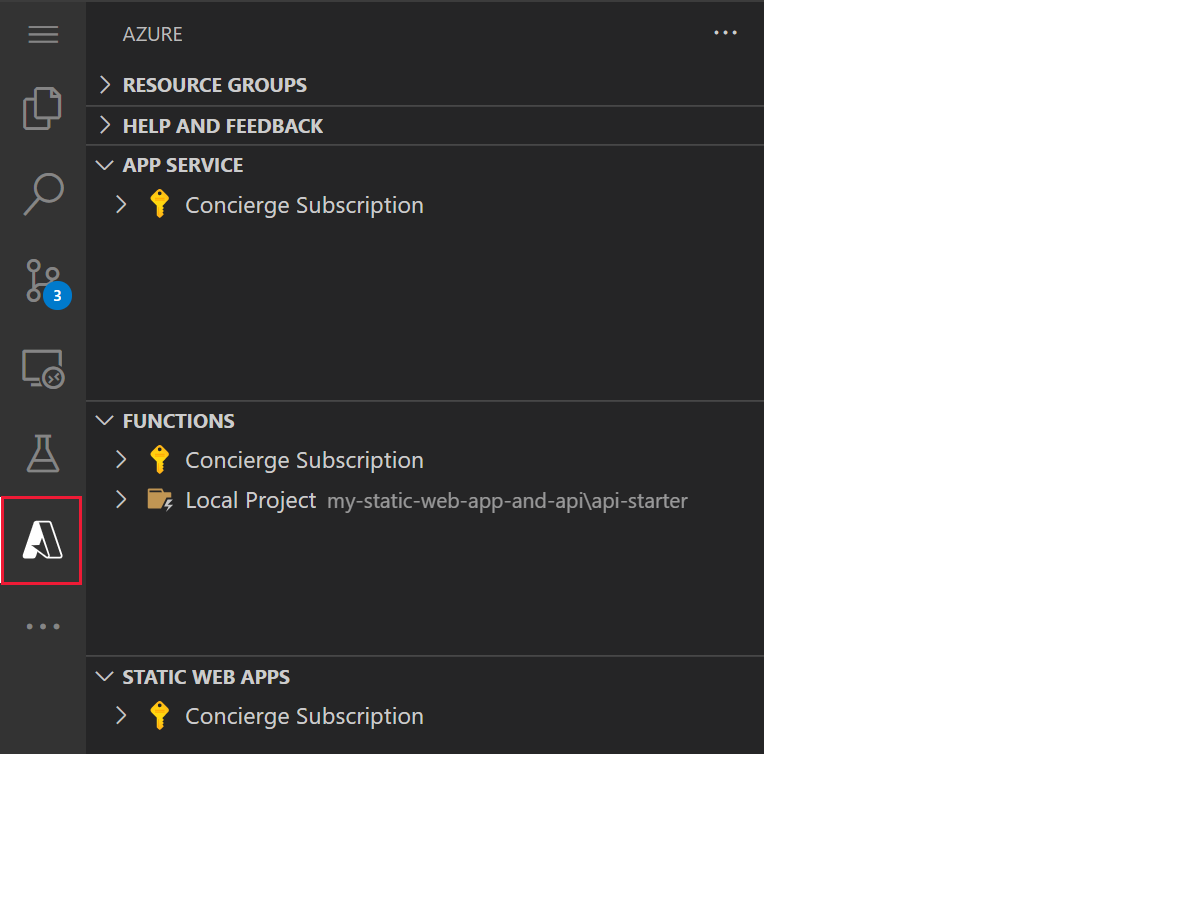 AZURE
RESOURCE GROUPS
HELP AND FEEDBACK
APP SERVICE
Concierge Subscription
3
FUNCTIONS
Concierge Subscription
Local Project my-static-web-app-and-api\api-starter
STATIC WEB APPS
Concierge Subscription